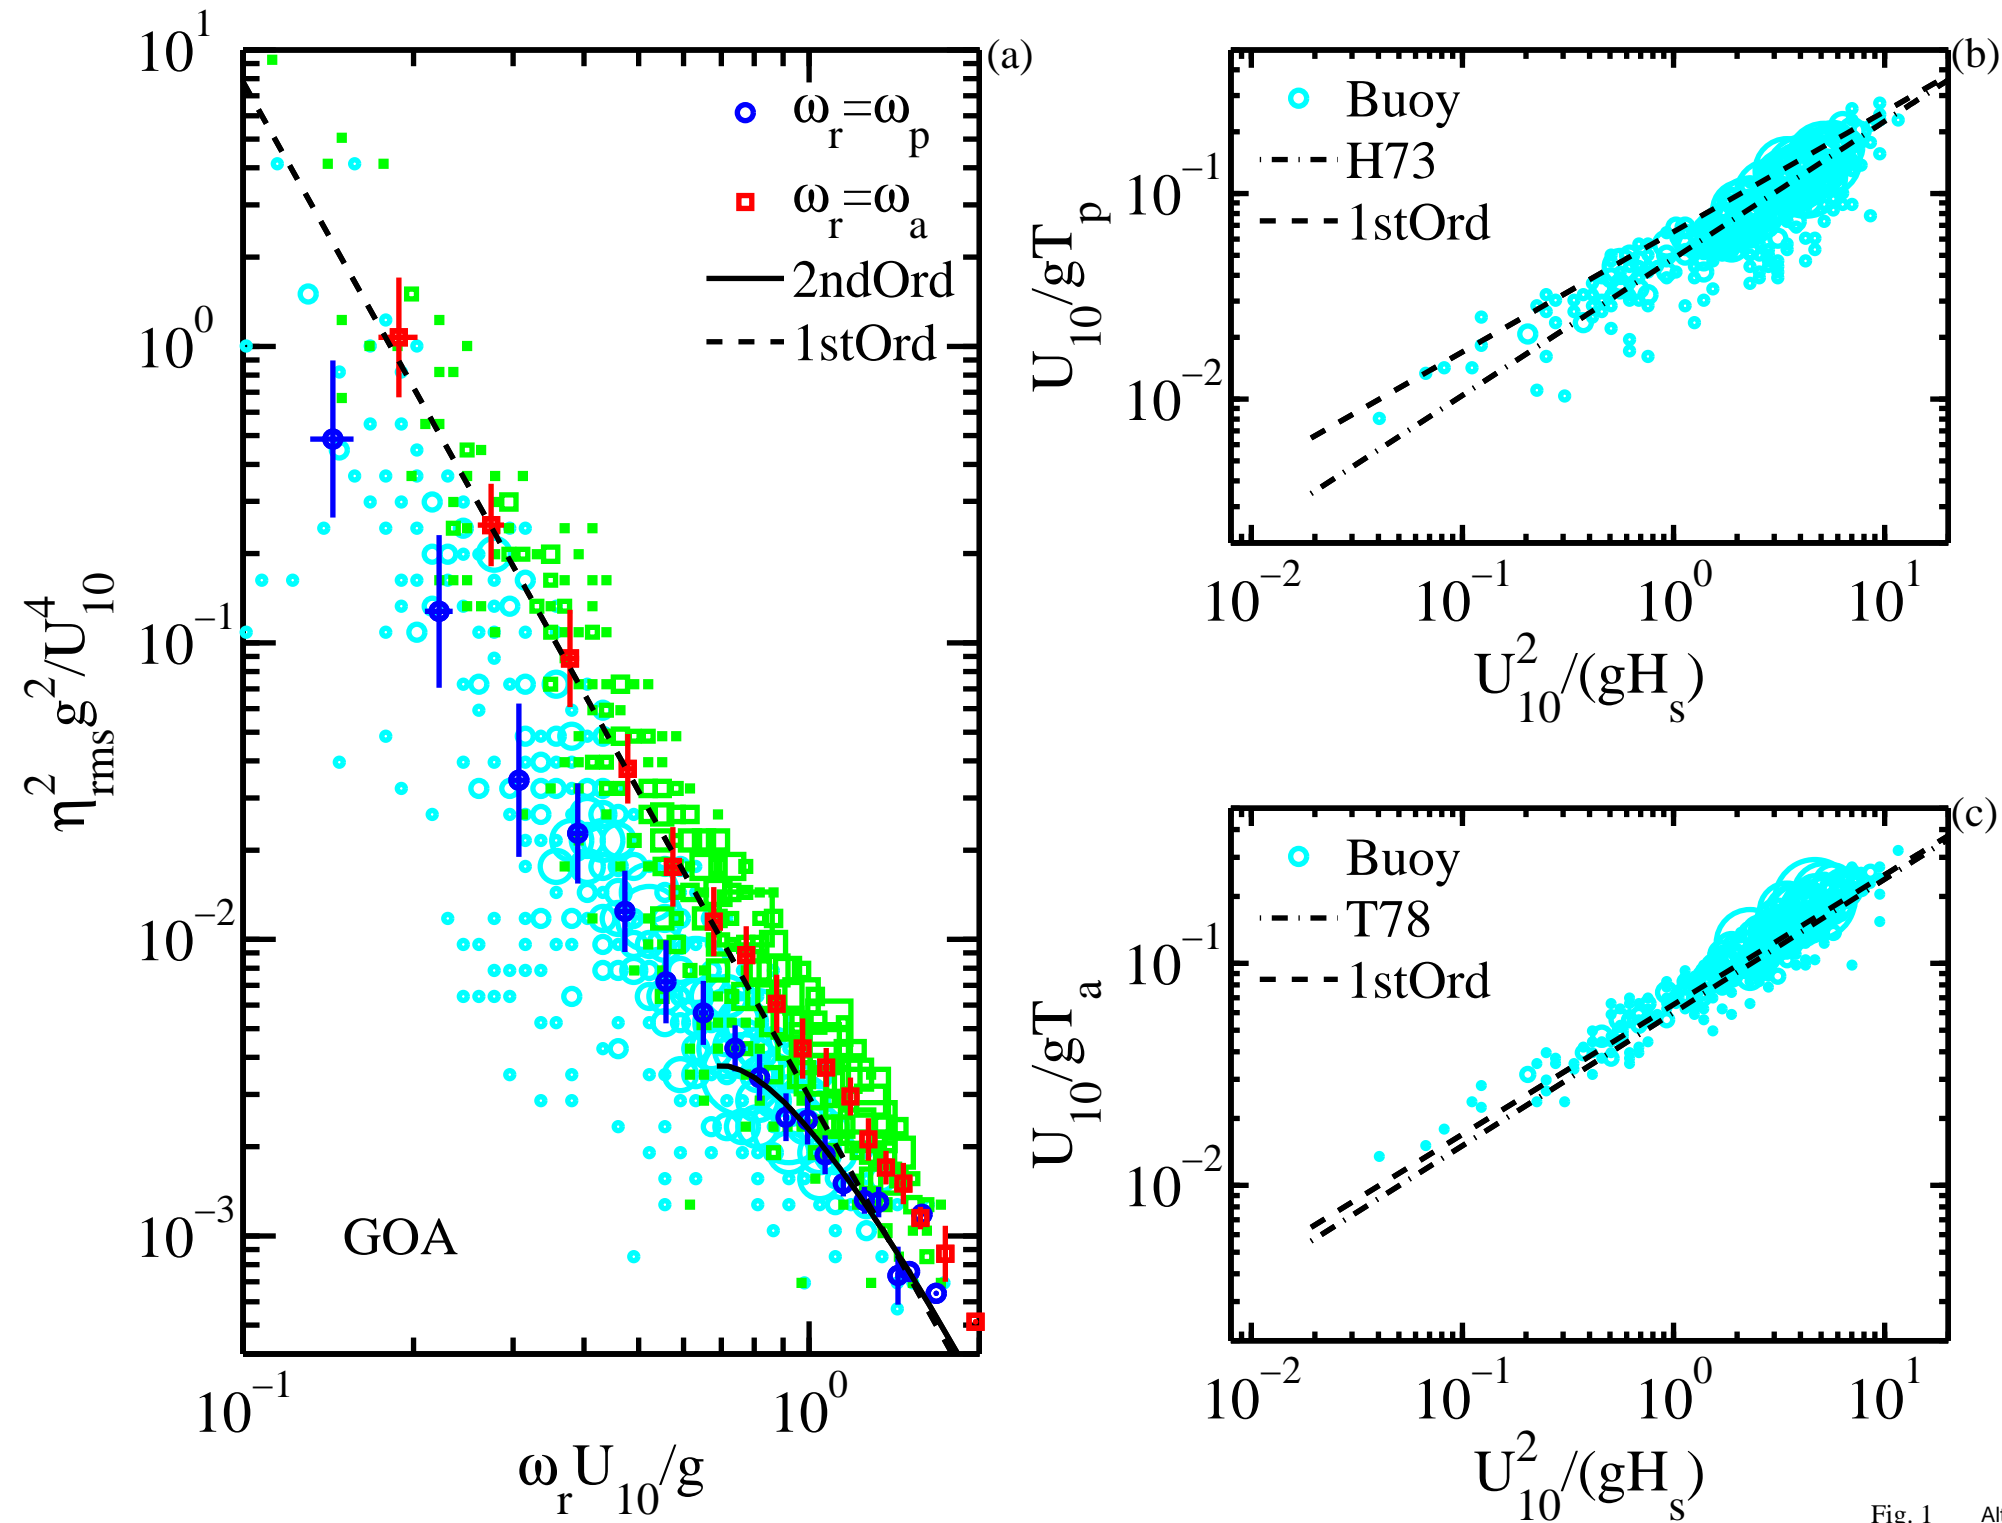 (a)
10^1
10^0
10^−1
10^−2
10^−3
η^2_rms g^2/U^4_10
ω_r=ω_p
ω_r=ω_a
2ndOrd
1stOrd
GOA
10^−1
10^0
ω_r U_10/g
(b)
Buoy
H73
1stOrd
10^−1
10^−2
U_10/gT_p
10^−2
10^−1
10^0
10^1
U^2_10/(gH_s)
(c)
Buoy
T78
1stOrd
10^−1
10^−2
U_10/gT_a
10^−2
10^−1
10^0
10^1
U^2_10/(gH_s)
Fig. 1